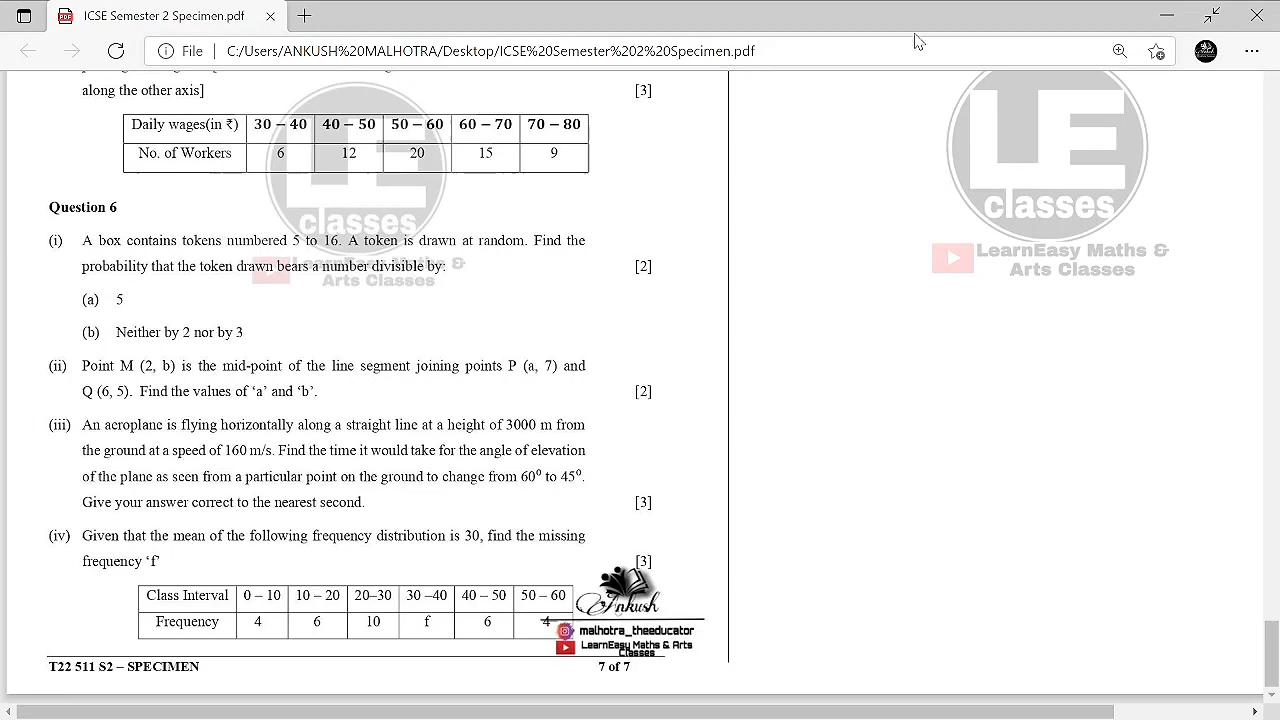 ICSE Semester 2 Specimen.pdf
File
C:/Users/ANKUSH%20MALHOTRA/Desktop/ICSE%20Semester%202%20Specimen.pdf
along the other axis] [3]
Daily wages(in ₹) 30 – 40 40 – 50 50 – 60 60 – 70 70 – 80
No. of Workers 6 12 20 15 9
LE
classes
LearnEasy Maths &
Arts Classes
LE
classes
LearnEasy Maths &
Arts Classes
Question 6
(i) A box contains tokens numbered 5 to 16. A token is drawn at random. Find the
probability that the token drawn bears a number divisible by: [2]
(a) 5
(b) Neither by 2 nor by 3
(ii) Point M (2, b) is the mid-point of the line segment joining points P (a, 7) and
Q (6, 5). Find the values of ‘a’ and ‘b’. [2]
(iii) An aeroplane is flying horizontally along a straight line at a height of 3000 m from
the ground at a speed of 160 m/s. Find the time it would take for the angle of elevation
of the plane as seen from a particular point on the ground to change from 60⁰ to 45⁰.
Give your answer correct to the nearest second. [3]
(iv) Given that the mean of the following frequency distribution is 30, find the missing
frequency ‘f’ [3]
Class Interval 0 – 10 10 – 20 20–30 30 –40 40 – 50 50 – 60
Frequency 4 6 10 f 6 4
Ankush
malhotra_theeducator
LearnEasy Maths & Arts
Classes
T22 511 S2 – SPECIMEN 7 of 7